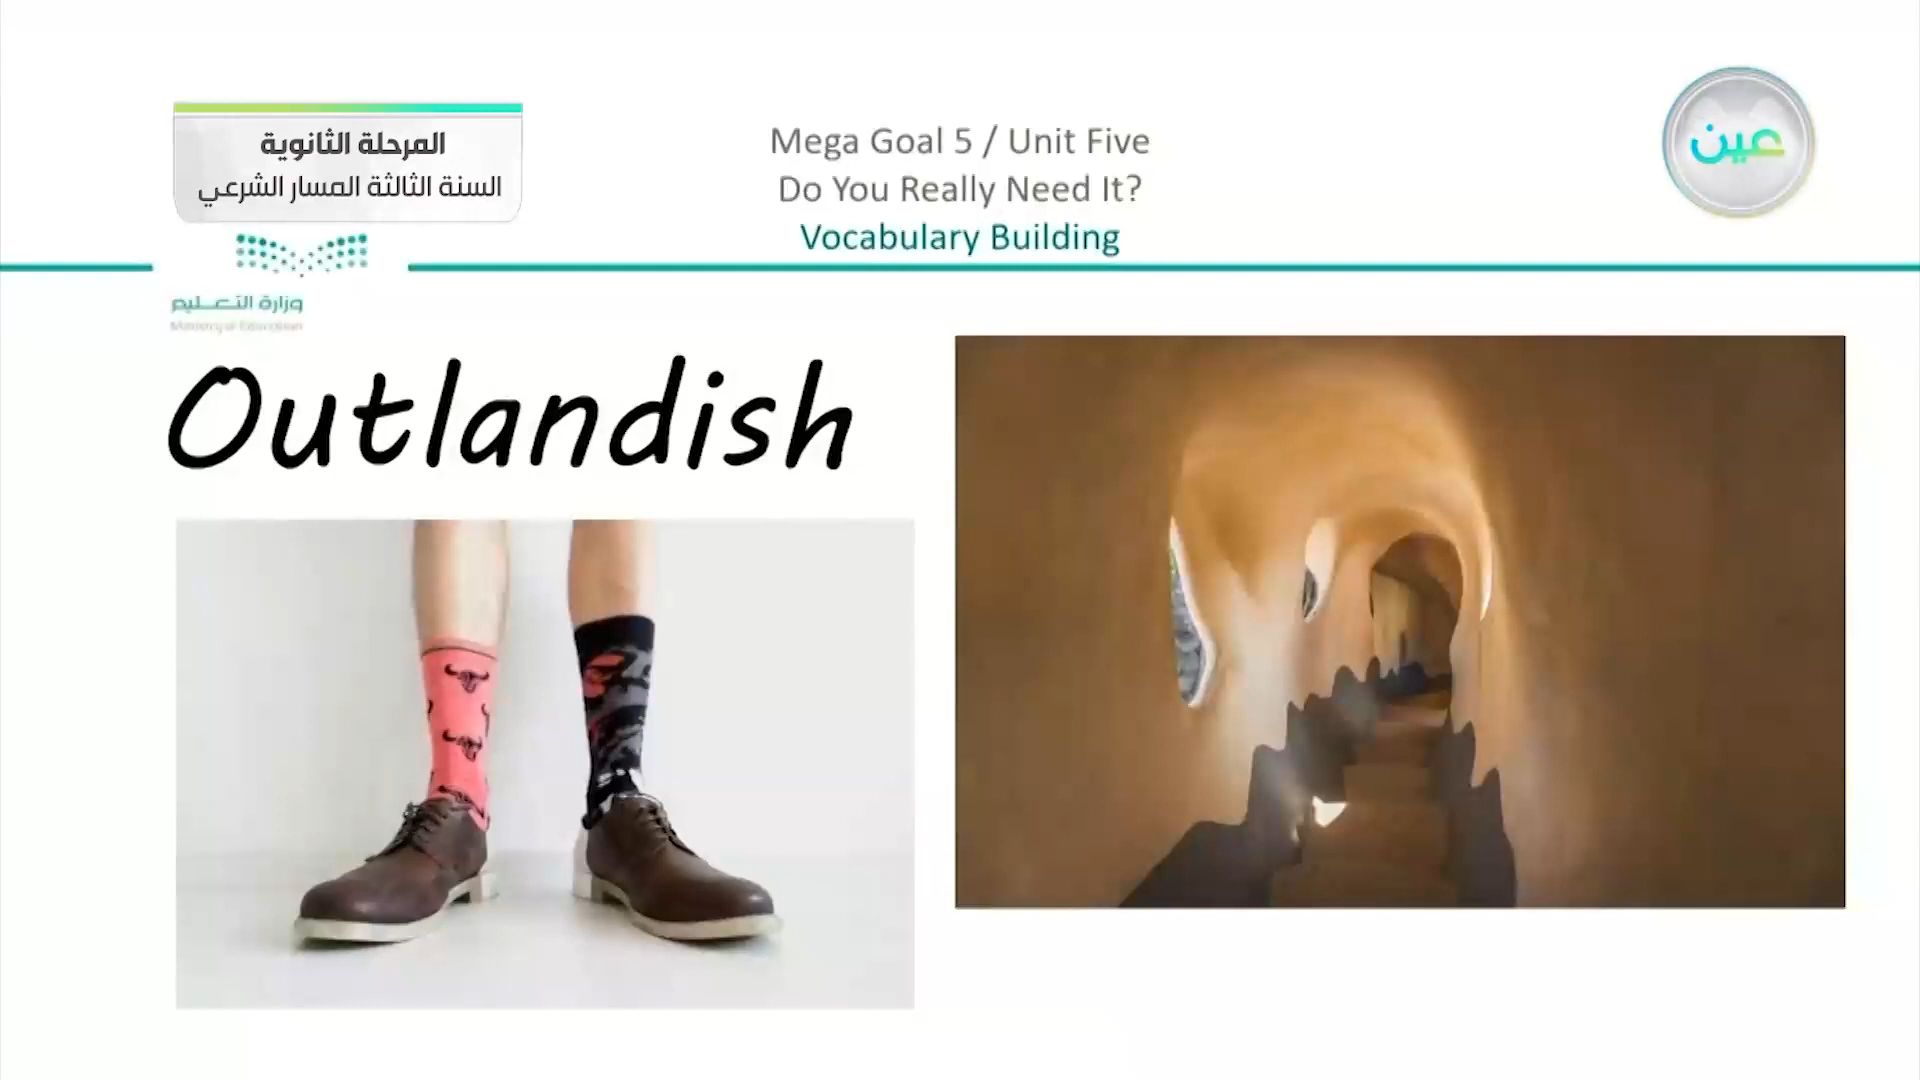 المرحلة الثانوية
السنة الثالثة المسار الشرعي
Mega Goal 5 / Unit Five
Do You Really Need It?
Vocabulary Building
عين
وزارة التعليم
Ministry of Education
Outlandish